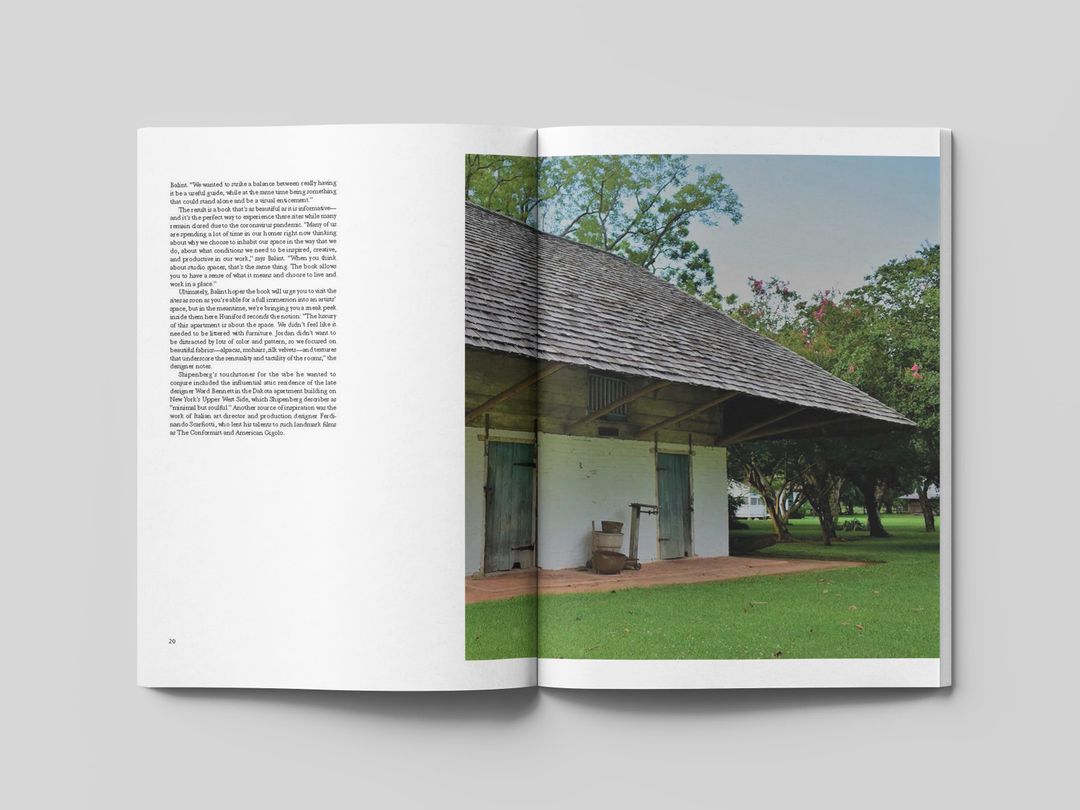 Balint. “We wanted to strike a balance between really having
it be a useful guide, while at the same time being something
that could stand alone and be a visual enticement.”
The result is a book that’s as beautiful as it is informative—
and it’s the perfect way to experience these sites while many
remain closed due to the coronavirus pandemic. “Many of us
are spending a lot of time in our homes right now thinking
about why we choose to inhabit our space in the way that we
do, about what conditions we need to be inspired, creative,
and productive in our work,” says Balint. “When you think
about studio spaces, that’s the same thing. The book allows
you to have a sense of what it means and choose to live and
work in a place.”
Ultimately, Balint hopes the book will urge you to visit the
sites as soon as you’re able for a full immersion into an artists’
space, but in the meantime, we’re bringing you a sneak peek
inside them here Huniford seconds the notion: “The luxury
of this apartment is about the space. We didn’t feel like it
needed to be littered with furniture. Jordan didn’t want to
be distracted by lots of color and pattern, so we focused on
beautiful fabrics—alpacas, mohairs, silk velvets—and textures
that underscore the sensuality and tactility of the rooms,” the
designer notes.
Shipenberg’s touchstones for the vibe he wanted to
conjure included the influential attic residence of the late
designer Ward Bennett in the Dakota apartment building on
New York’s Upper West Side, which Shipenberg describes as
“minimal but soulful.” Another source of inspiration was the
work of Italian art director and production designer Ferdi-
nando Scarfiotti, who lent his talents to such landmark films
as The Conformist and American Gigolo.
20